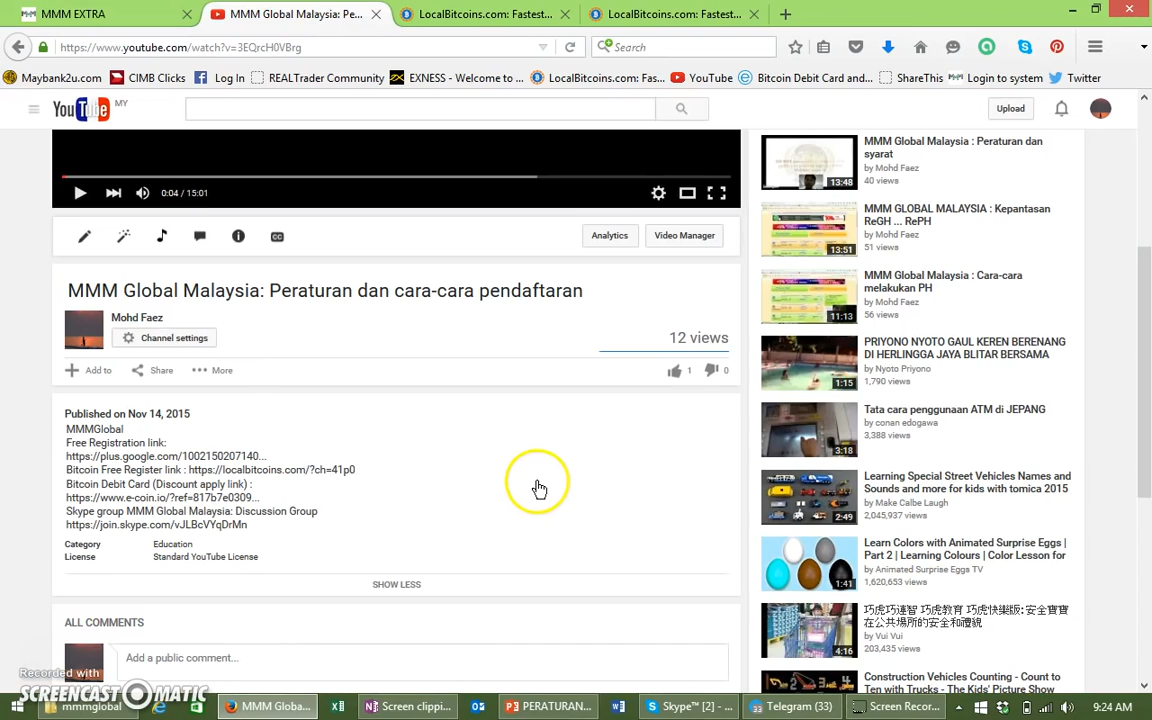 MMM EXTRA
MMM Global Malaysia: Pe...
LocalBitcoins.com: Fastest...
LocalBitcoins.com: Fastest...
https://www.youtube.com/watch?v=3EQrcH0VBrg
Search
Maybank2u.com
CIMB Clicks
Log In
REALTrader Community
EXNESS - Welcome to ...
LocalBitcoins.com: Fas...
YouTube
Bitcoin Debit Card and...
ShareThis
Login to system
Twitter
YouTube MY
Upload
0:04 / 15:01
Analytics
Video Manager
MMM Global Malaysia: Peraturan dan cara-cara pendaftaran
Mohd Faez
Channel settings
12 views
Add to
Share
More
1
0
Published on Nov 14, 2015
MMMGlobal
Free Registration link:
https://plus.google.com/1002150207140...
Bitcoin Free Register link : https://localbitcoins.com/?ch=41p0
Bitcoin Debit Card (Discount apply link) :
https://www.e-coin.io/?ref=817b7e0309...
Skype group MMM Global Malaysia: Discussion Group
https://join.skype.com/vJLBcVYqDrMn
Category Education
License Standard YouTube License
SHOW LESS
ALL COMMENTS
Add a public comment...
MMM Global Malaysia : Peraturan dan
syarat
by Mohd Faez
40 views
13:48
MMM GLOBAL MALAYSIA : Kepantasan
ReGH ... RePH
by Mohd Faez
51 views
13:51
MMM Global Malaysia : Cara-cara
melakukan PH
by Mohd Faez
56 views
11:13
PRIYONO NYOTO GAUL KEREN BERENANG
DI HERLINGGA JAYA BLITAR BERSAMA
by Nyoto Priyono
1,790 views
1:15
Tata cara penggunaan ATM di JEPANG
by conan edogawa
3,388 views
3:18
Learning Special Street Vehicles Names
and Sounds and more for kids with tomica 2015
by Make Calbe Laugh
2,045,937 views
2:49
Learn Colors with Animated Surprise Eggs |
Part 2 | Learning Colours | Color Lesson for
by Animated Surprise Eggs TV
1,620,653 views
1:41
巧虎巧連智 巧虎教育 巧虎快樂版: 安全寶寶
在公共場所的安全和禮貌
by Vui Vui
203,435 views
4:16
Construction Vehicles Counting - Count to
Ten with Trucks - The Kids' Picture Show
Recorded with
SCREENCAST MATIC
mmmglobal
MMM Globa...
Screen clippi...
PERATURAN...
Skype™ [2] - ...
Telegram (33)
Screen Recor...
9:24 AM